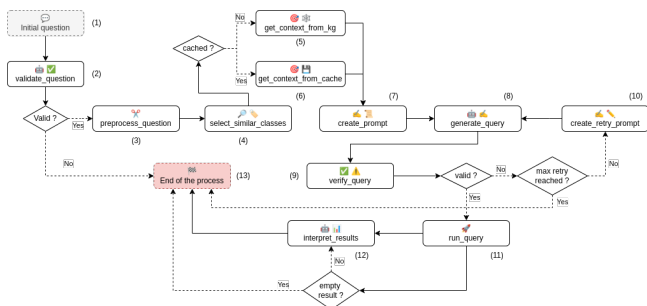 Initial question
(1)
validate_question
(2)
Valid ?
Yes
No
preprocess_question
(3)
select_similar_classes
(4)
cached ?
No
Yes
get_context_from_kg
(5)
get_context_from_cache
(6)
(7)
create_prompt
(8)
generate_query
(10)
create_retry_prompt
End of the process
(13)
(9)
verify_query
valid ?
No
Yes
max retry
reached ?
No
Yes
interpret_results
(12)
run_query
(11)
No
Yes
empty
result ?